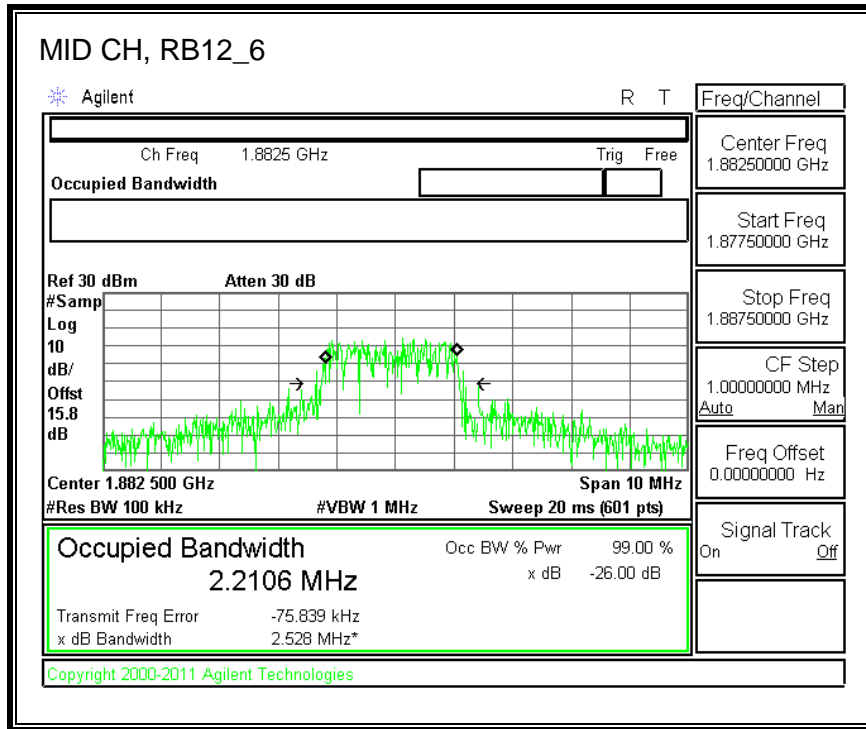 MID CH, RB12_6
Agilent R T
Freq/Channel
Ch Freq 1.8825 GHz Trig Free
Occupied Bandwidth
Center Freq
1.88250000 GHz
Start Freq
1.87750000 GHz
Stop Freq
1.88750000 GHz
CF Step
1.00000000 MHz
Auto Man
Freq Offset
0.00000000 Hz
Signal Track
On Off
Ref 30 dBm Atten 30 dB
#Samp
Log
10
dB/
Offst
15.8
dB
Center 1.882 500 GHz Span 10 MHz
#Res BW 100 kHz #VBW 1 MHz Sweep 20 ms (601 pts)
Occupied Bandwidth
2.2106 MHz
Occ BW % Pwr 99.00 %
x dB -26.00 dB
Transmit Freq Error -75.839 kHz
x dB Bandwidth 2.528 MHz*
Copyright 2000-2011 Agilent Technologies